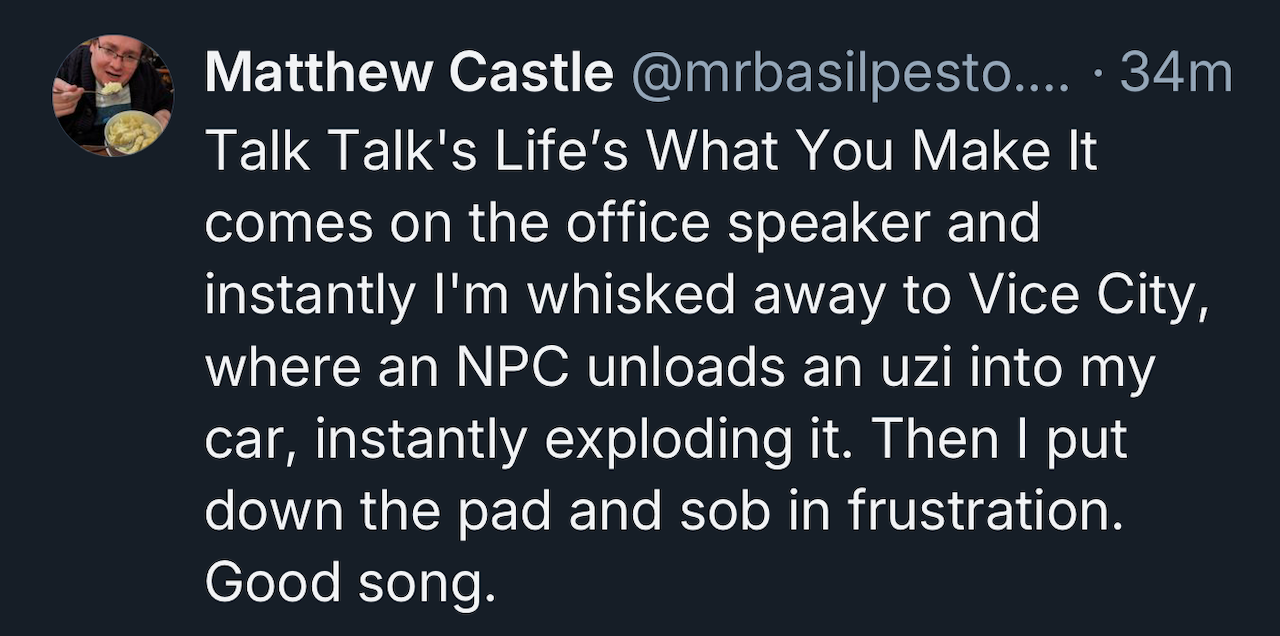 Matthew Castle @mrbasilpesto.... · 34m
Talk Talk's Life’s What You Make It
comes on the office speaker and
instantly I'm whisked away to Vice City,
where an NPC unloads an uzi into my
car, instantly exploding it. Then I put
down the pad and sob in frustration.
Good song.